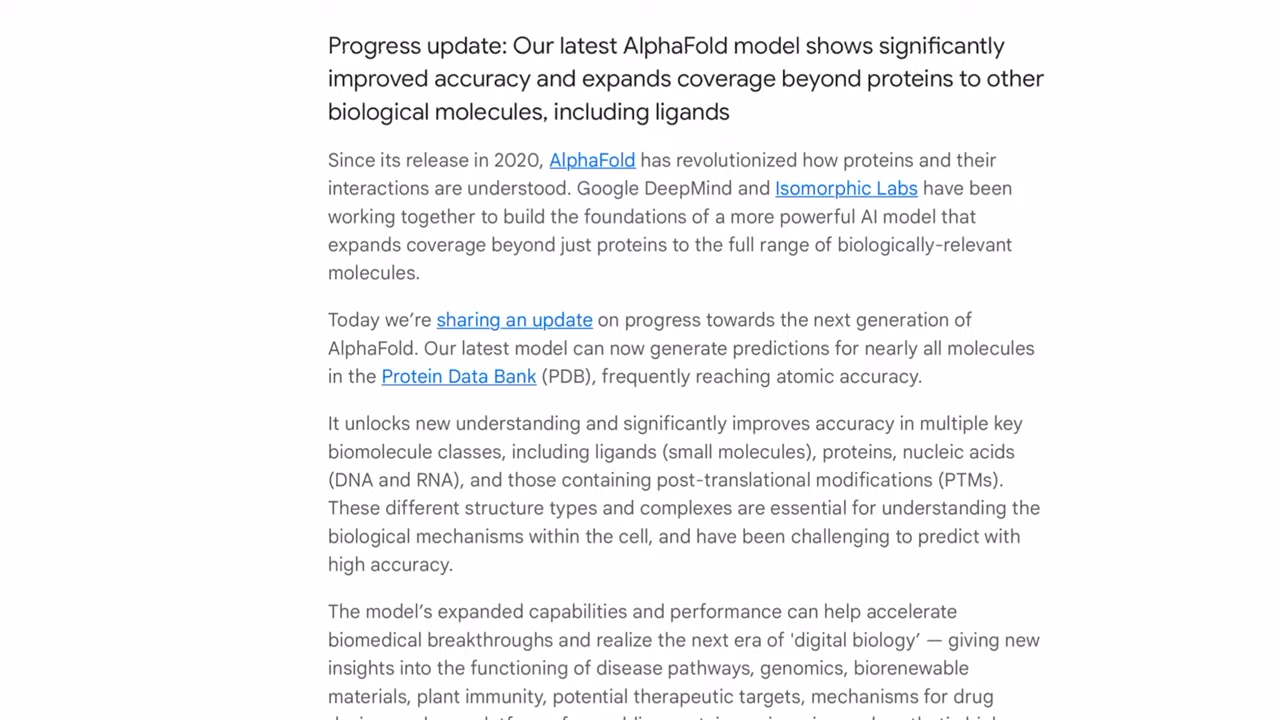 Progress update: Our latest AlphaFold model shows significantly
improved accuracy and expands coverage beyond proteins to other
biological molecules, including ligands
Since its release in 2020, AlphaFold has revolutionized how proteins and their
interactions are understood. Google DeepMind and Isomorphic Labs have been
working together to build the foundations of a more powerful AI model that
expands coverage beyond just proteins to the full range of biologically-relevant
molecules.
Today we’re sharing an update on progress towards the next generation of
AlphaFold. Our latest model can now generate predictions for nearly all molecules
in the Protein Data Bank (PDB), frequently reaching atomic accuracy.
It unlocks new understanding and significantly improves accuracy in multiple key
biomolecule classes, including ligands (small molecules), proteins, nucleic acids
(DNA and RNA), and those containing post-translational modifications (PTMs).
These different structure types and complexes are essential for understanding the
biological mechanisms within the cell, and have been challenging to predict with
high accuracy.
The model’s expanded capabilities and performance can help accelerate
biomedical breakthroughs and realize the next era of 'digital biology’ — giving new
insights into the functioning of disease pathways, genomics, biorenewable
materials, plant immunity, potential therapeutic targets, mechanisms for drug